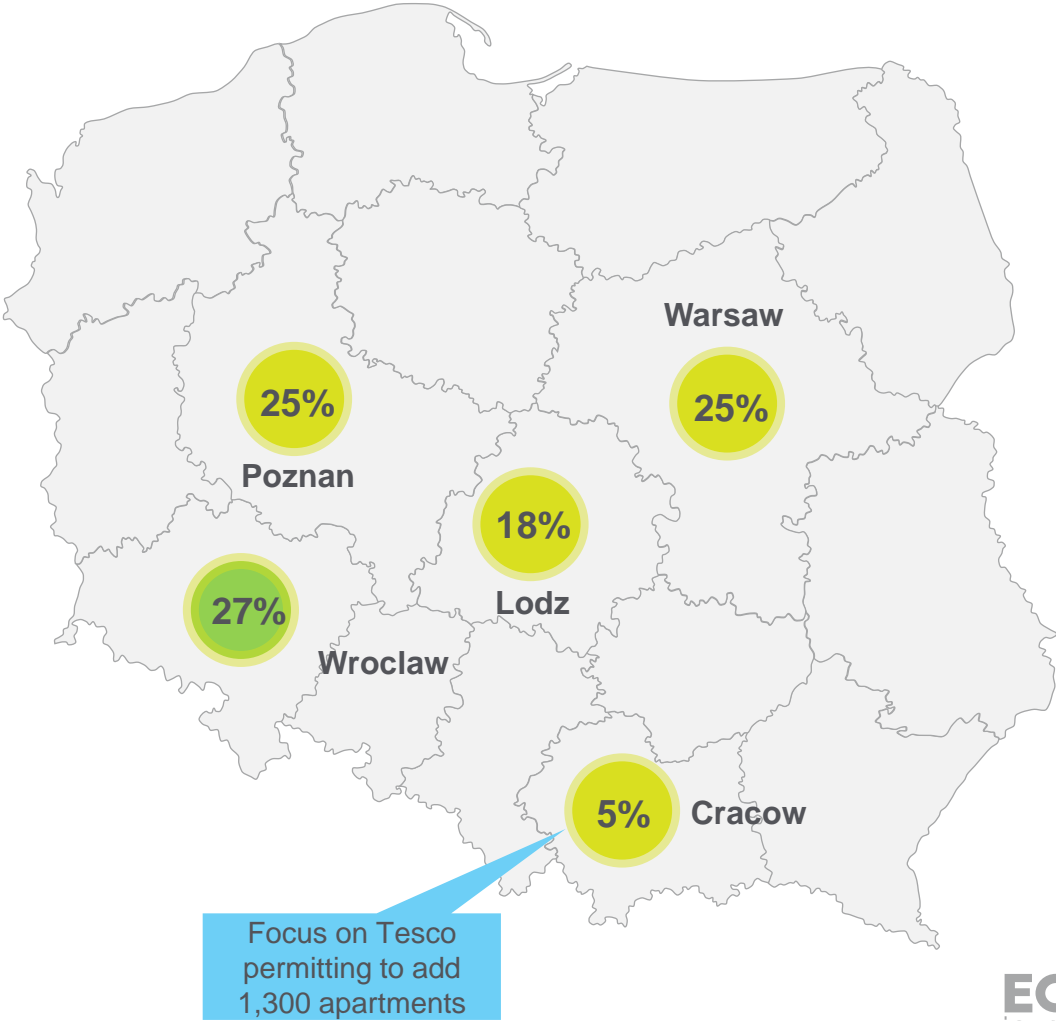 Warsaw
25%
25%
Poznan
18%
Lodz
27%
Wroclaw
5%
Cracow
Focus on Tesco
permitting to add
1,300 apartments